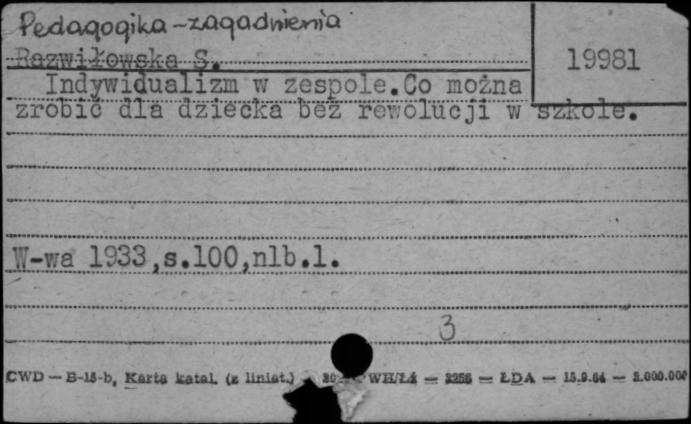 Pedagogika - zagadnienia
Razwiłowska S.
19981
Indywidualizm w zespole.Co można
zrobić dla dziecka bez rewolucji w szkole.
W-wa 1933,s.100,nlb.1.
3
CWD — B-15-b, Karta katal. (z liniat.) WH/Łś — — ŁDA — 15.9.64 — 2.000.000